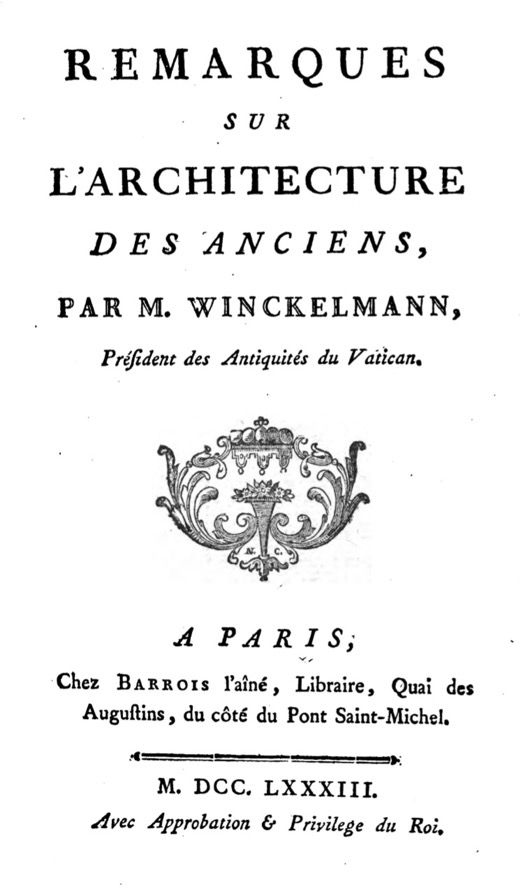 REMARQUES
SUR
L'ARCHITECTURE
DES ANCIENS,
PAR M. WINCKELMANN,
Préſident des Antiquités du Vatican.
N. C.
A PARIS,
Chez BARROIS l'aîné, Libraire, Quai des
Auguſtins, du côté du Pont Saint-Michel.
M. DCC. LXXXIII.
Avec Approbation & Privilege du Roi.